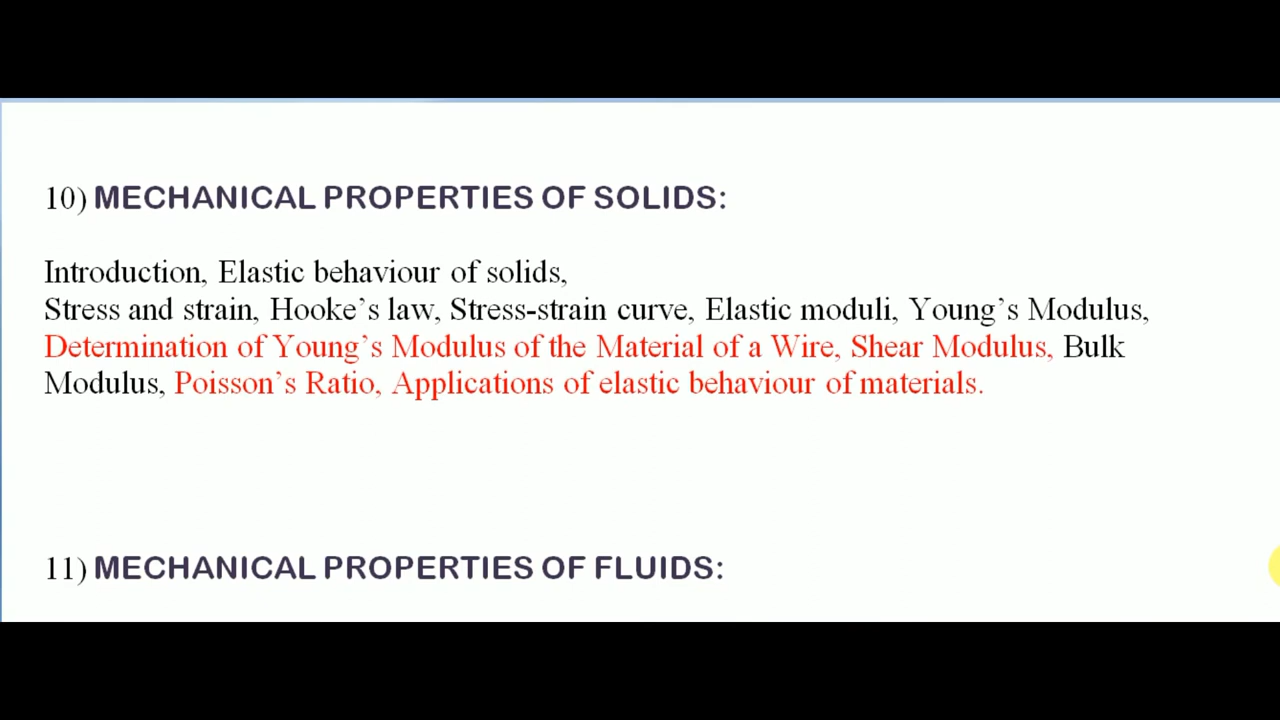 10) MECHANICAL PROPERTIES OF SOLIDS:
Introduction, Elastic behaviour of solids,
Stress and strain, Hooke’s law, Stress-strain curve, Elastic moduli, Young’s Modulus,
Determination of Young’s Modulus of the Material of a Wire, Shear Modulus, Bulk
Modulus, Poisson’s Ratio, Applications of elastic behaviour of materials.
11) MECHANICAL PROPERTIES OF FLUIDS: